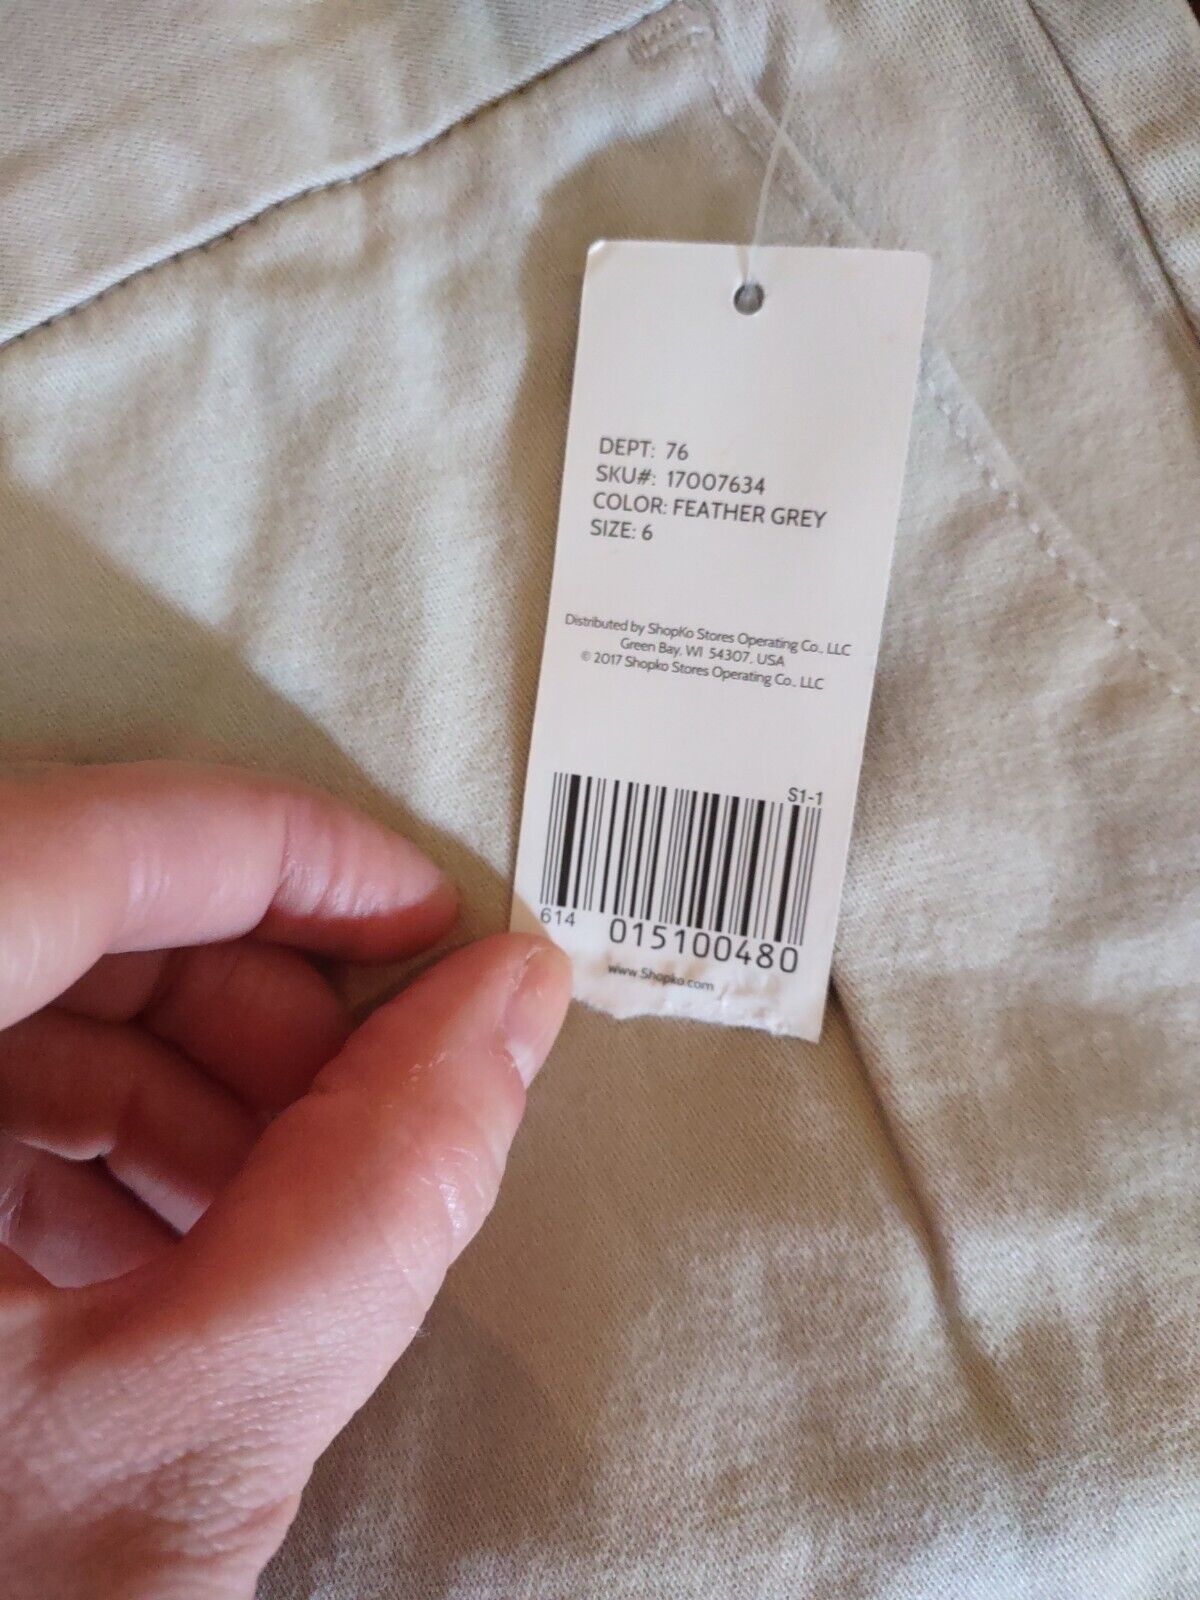 DEPT: 76
SKU#: 17007634
COLOR: FEATHER GREY
SIZE: 6
Distributed by ShopKo Stores Operating Co., LLC
Green Bay, WI 54307, USA
© 2017 Shopko Stores Operating Co., LLC
S1-1
614 015100480
www.Shopko.com